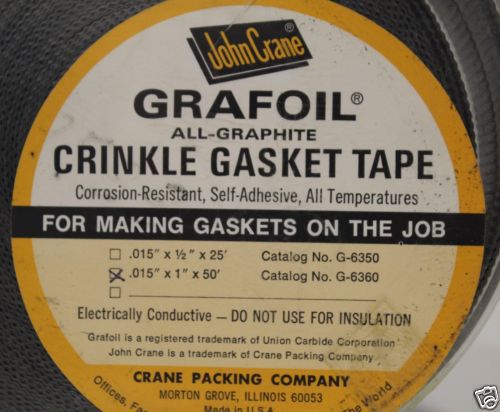 John Crane ®
GRAFOIL®
ALL-GRAPHITE
CRINKLE GASKET TAPE
Corrosion-Resistant, Self-Adhesive, All Temperatures
FOR MAKING GASKETS ON THE JOB
.015" x ½" x 25' Catalog No. G-6350
.015" x 1" x 50' Catalog No. G-6360
Electrically Conductive — DO NOT USE FOR INSULATION
Grafoil is a registered trademark of Union Carbide Corporation
John Crane is a trademark of Crane Packing Company
CRANE PACKING COMPANY
MORTON GROVE, ILLINOIS 60053
Made in U.S.A.
Offices, The World